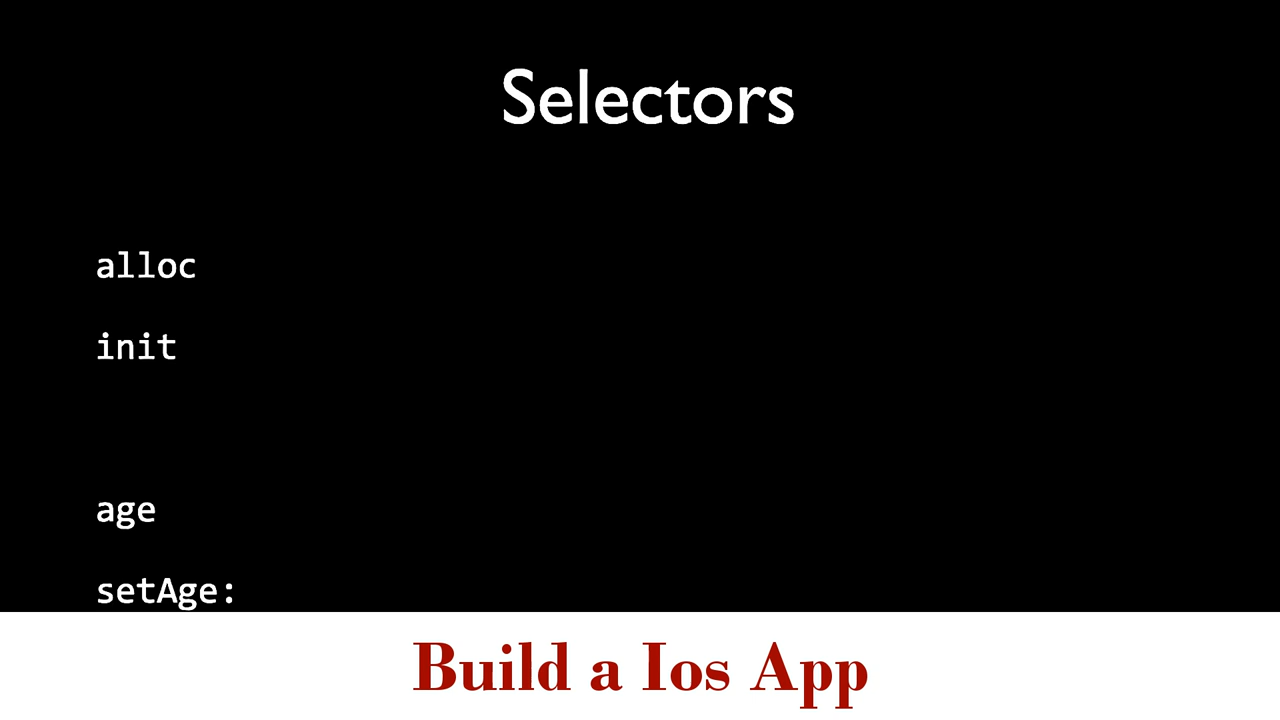 Selectors
alloc
init
age
setAge:
Build a Ios App